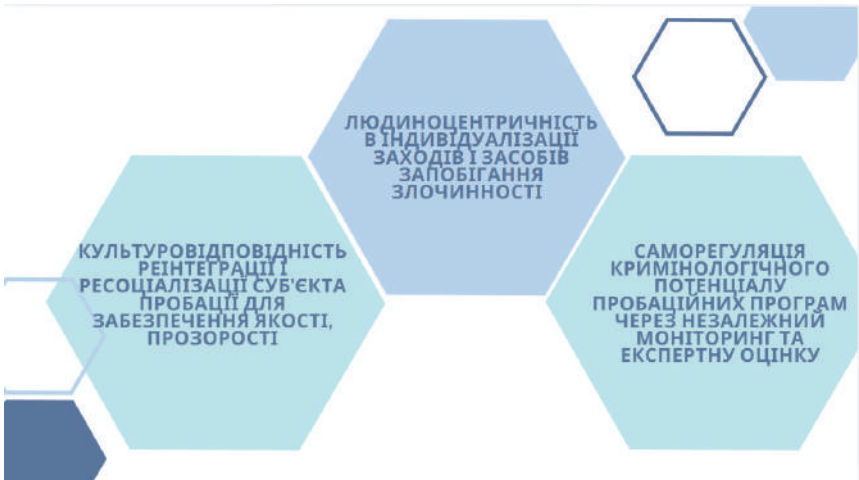 ЛЮДИНОЦЕНТРИЧНІСТЬ
В ІНДИВІДУАЛІЗАЦІЇ
ЗАХОДІВ І ЗАСОБІВ
ЗАПОБІГАННЯ
ЗЛОЧИННОСТІ
КУЛЬТУРОВІДПОВІДНІСТЬ
РЕІНТЕГРАЦІЇ І
РЕСОЦІАЛІЗАЦІЇ СУБ'ЄКТА
ПРОБАЦІЇ ДЛЯ
ЗАБЕЗПЕЧЕННЯ ЯКОСТІ,
ПРОЗОРОСТІ
САМОРЕГУЛЯЦІЯ
КРИМІНОЛОГІЧНОГО
ПОТЕНЦІАЛУ
ПРОБАЦІЙНИХ ПРОГРАМ
ЧЕРЕЗ НЕЗАЛЕЖНИЙ
МОНІТОРИНГ ТА
ЕКСПЕРТНУ ОЦІНКУ